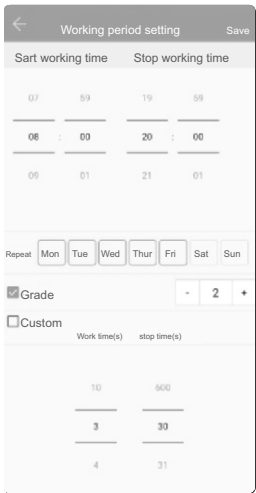 Working period setting Save
Sart working time Stop working time
07 59 19 59
08 : 00 20 : 00
09 01 21 01
Repeat Mon Tue Wed Thur Fri Sat Sun
Grade - 2 +
Custom
Work time(s) stop time(s)
10 600
3 30
4 31